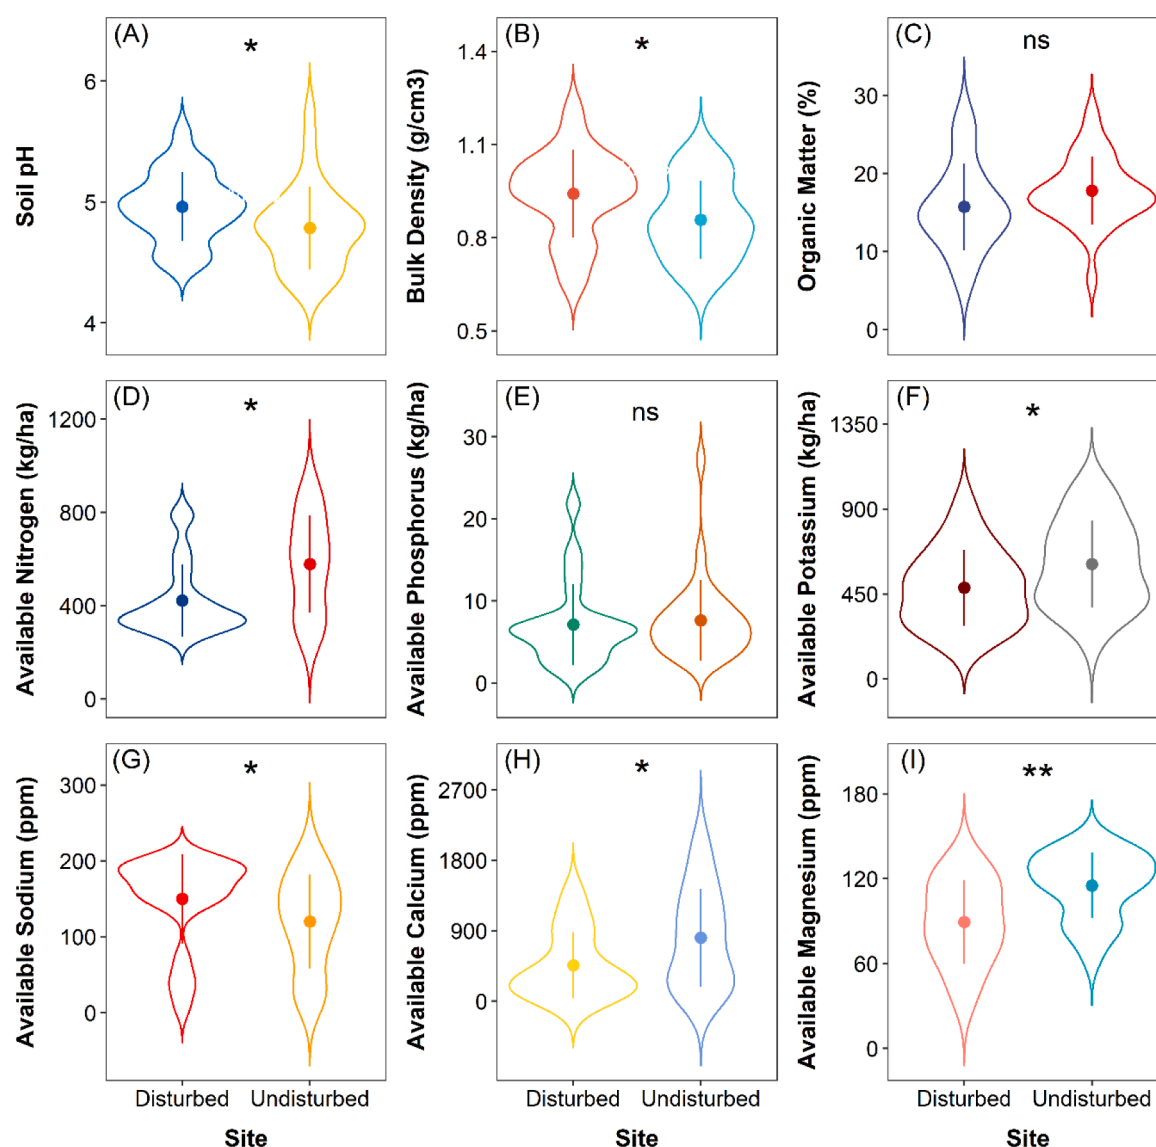 (A)
*
Soil pH
6
5
4
(B)
*
Bulk Density (g/cm3)
1.4
1.1
0.8
0.5
(C)
ns
Organic Matter (%)
30
20
10
0
(D)
*
Available Nitrogen (kg/ha)
1200
800
400
0
(E)
ns
Available Phosphorus (kg/ha)
30
20
10
0
(F)
*
Available Potassium (kg/ha)
1350
900
450
0
(G)
*
Available Sodium (ppm)
300
200
100
0
Disturbed Undisturbed
Site
(H)
*
Available Calcium (ppm)
2700
1800
900
0
Disturbed Undisturbed
Site
(I)
**
Available Magnesium (ppm)
180
120
60
0
Disturbed Undisturbed
Site